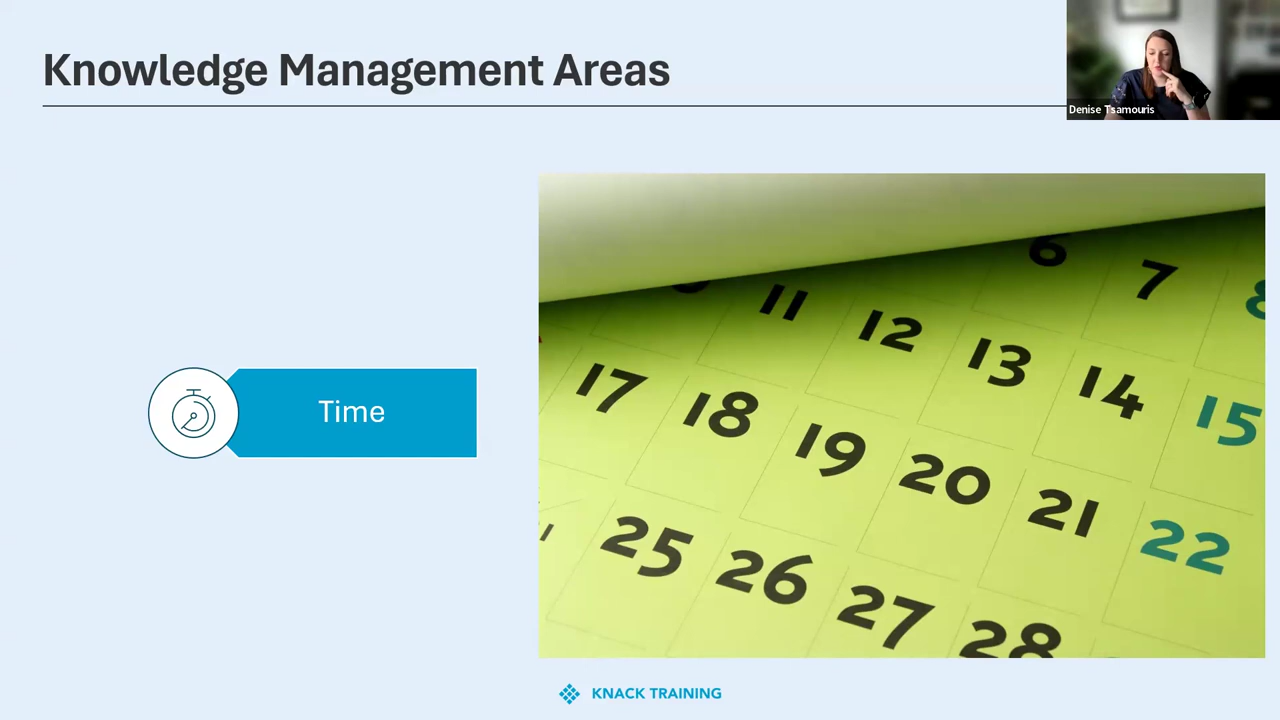 Knowledge Management Areas
Denise Tsamouris
Time
6 7
11 12 13 14 15
17 18 19 20 21 22
25 26 27 28
KNACK TRAINING